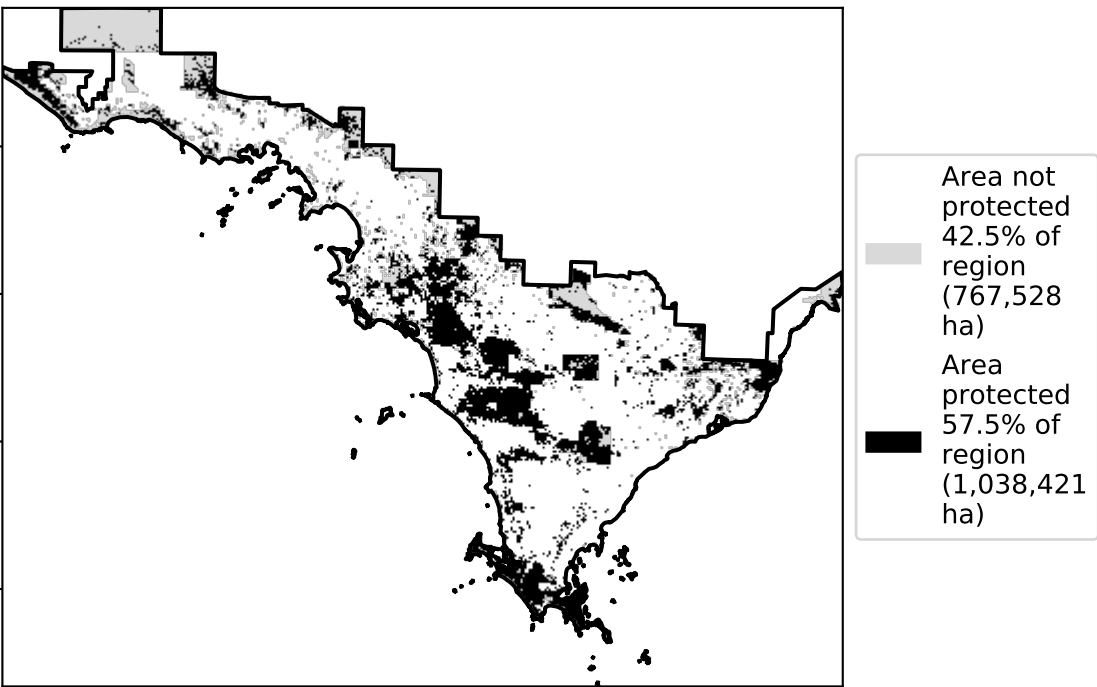 Area not
protected
42.5% of
region
(767,528
ha)
Area
protected
57.5% of
region
(1,038,421
ha)